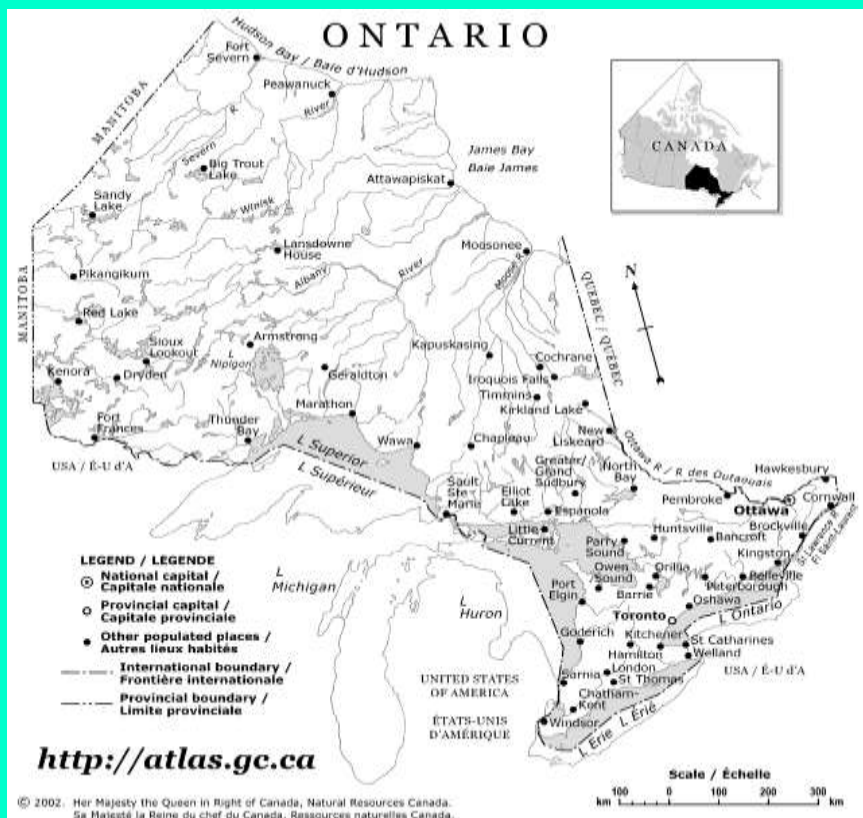 ONTARIO
Hudson Bay / Baie d'Hudson
Fort
Severn
Peawanuck
River
MANITOBA
Severn R
Big Trout
Lake
James Bay
Baie James
Attawapiskat
CANADA
Sandy
Lake
Winisk
Lansdowne
House
Moosonee
Moose R
Albany
River
MANITOBA
Pikangikum
QUEBEC / QUÉBEC
N
Red Lake
Sioux
Lookout
Armstrong
L
Nipigon
Kapuskasing
Cochrane
Kenora
Dryden
Geraldton
Iroquois Falls
Timmins
Kirkland Lake
Marathon
Fort
Frances
Thunder
Bay
Wawa
Chapleau
New
Liskeard
Ottawa R / R des Outaouais
USA / É-U d'A
L Superior
L Supérieur
Greater/
Grand
Sudbury
North
Bay
Hawkesbury
Sault
Ste
Marie
Elliot
Lake
Espanola
Pembroke
Ottawa
Cornwall
Little
Current
Huntsville
Bancroft
Brockville
St Lawrence R
Fl Saint-Laurent
Parry
Sound
Kingston
Owen
Sound
Orillia
Belleville
Peterborough
Barrie
Port
Elgin
Oshawa
L Ontario
Toronto
L
Michigan
L
Huron
Goderich
Kitchener
St Catharines
Hamilton
Welland
USA / É-U d'A
London
Sarnia
St Thomas
Chatham-
Kent
Windsor
L Erie
L Érié
UNITED STATES
OF AMERICA
ÉTATS-UNIS
D'AMÉRIQUE
LEGEND / LÉGENDE
National capital /
Capitale nationale
Provincial capital /
Capitale provinciale
Other populated places /
Autres lieux habités
International boundary /
Frontière internationale
Provincial boundary /
Limite provinciale
http://atlas.gc.ca
Scale / Échelle
km 100 0 100 200 300 km
© 2002. Her Majesty the Queen in Right of Canada, Natural Resources Canada.
Sa Majesté la Reine du chef du Canada, Ressources naturelles Canada.